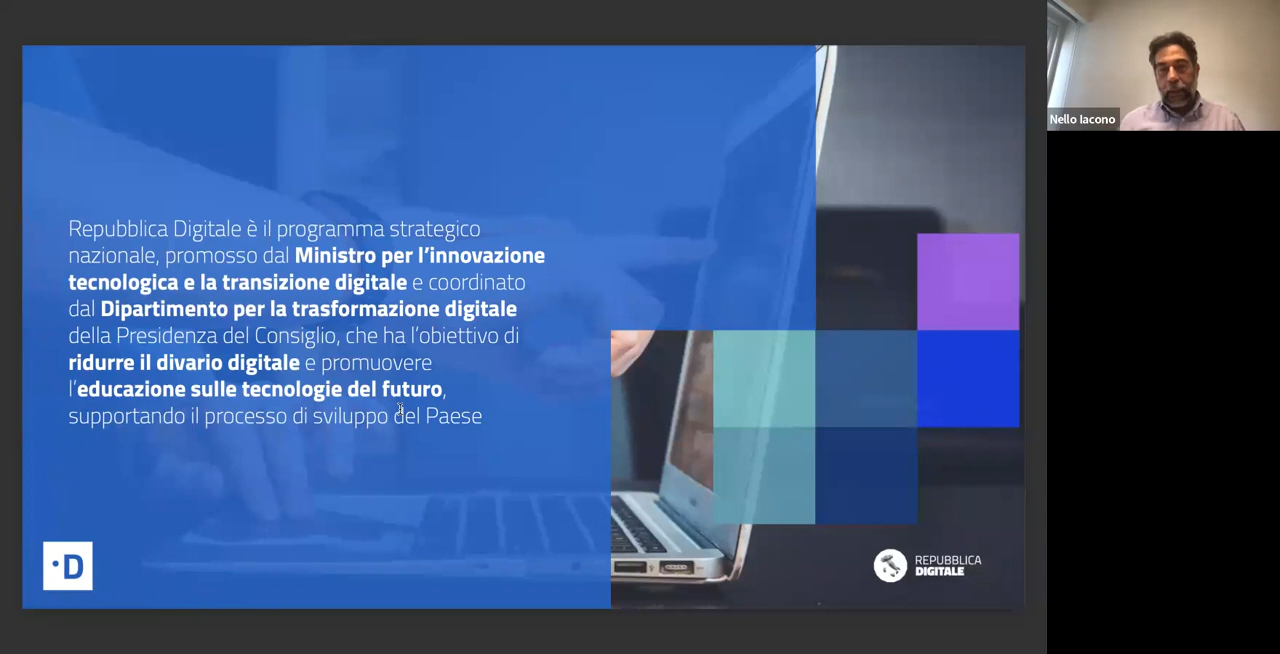 Repubblica Digitale è il programma strategico
nazionale, promosso dal Ministro per l’innovazione
tecnologica e la transizione digitale e coordinato
dal Dipartimento per la trasformazione digitale
della Presidenza del Consiglio, che ha l’obiettivo di
ridurre il divario digitale e promuovere
l’educazione sulle tecnologie del futuro,
supportando il processo di sviluppo del Paese
·D
REPUBBLICA
DIGITALE
Nello Iacono